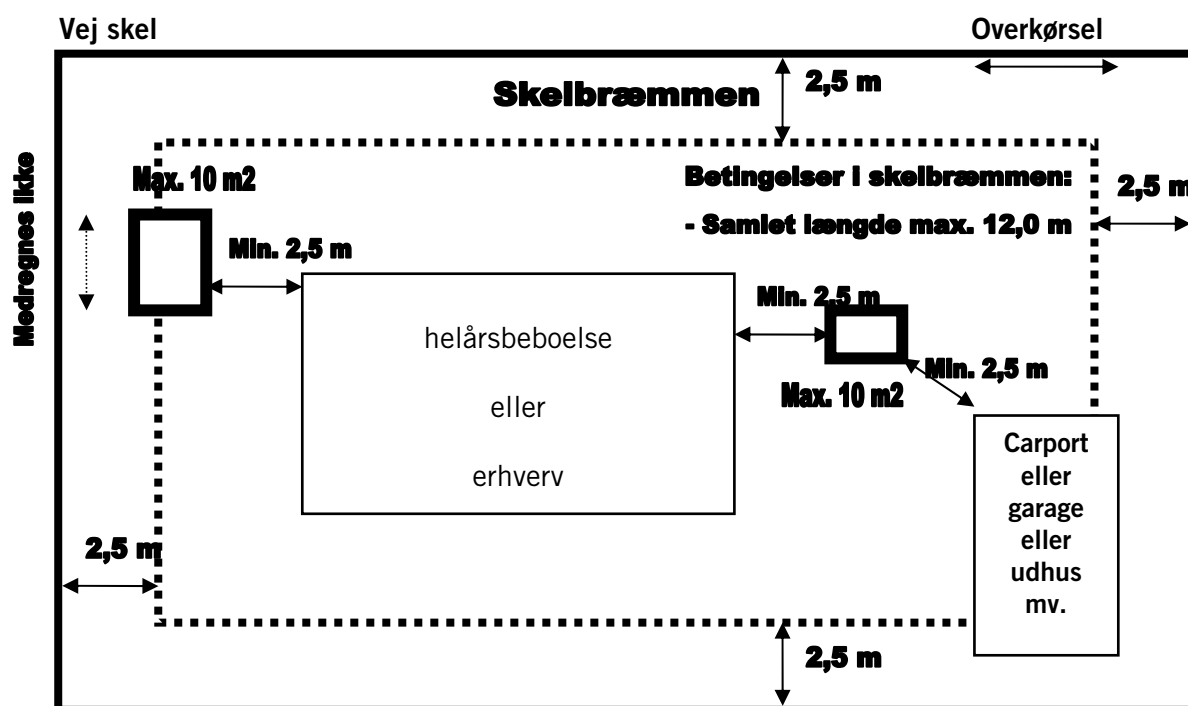 Vej skel
Overkørsel
2,5 m
Skelbræmmen
Max. 10 m2
Betingelser i skelbræmmen:
- Samlet længde max. 12,0 m
2,5 m
Medregnes ikke
Min. 2,5 m
Min. 2,5 m
helårsbeboelse
eller
erhverv
Min. 2,5 m
Max. 10 m2
Carport
eller
garage
eller
udhus
mv.
2,5 m
2,5 m